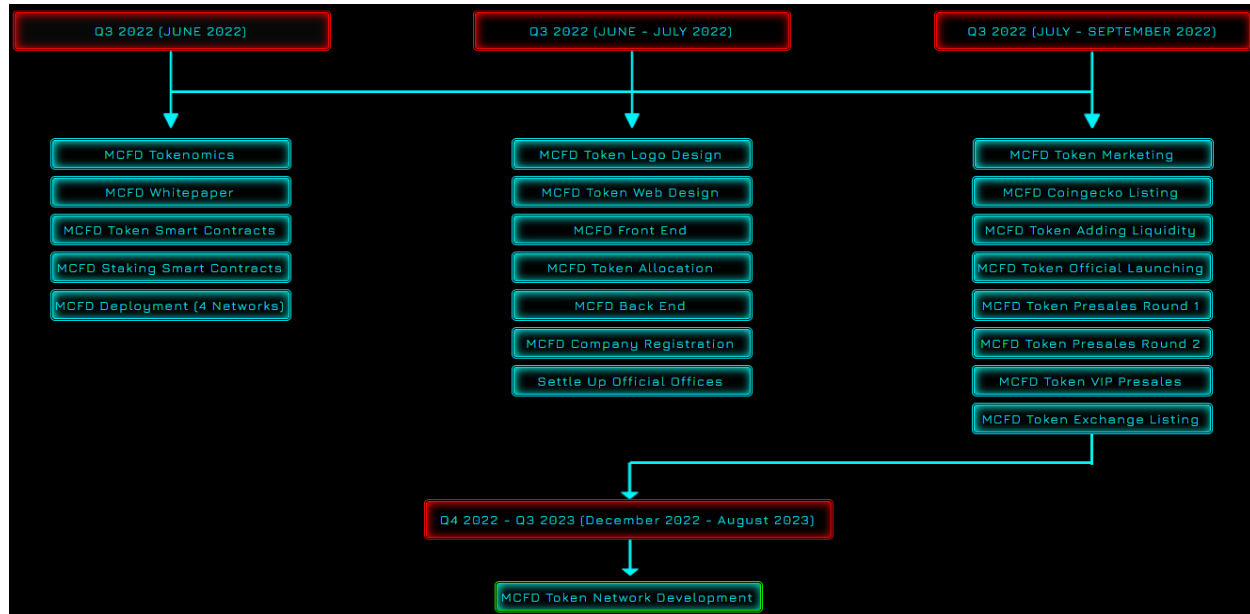 Q3 2022 (JUNE 2022)
Q3 2022 (JUNE - JULY 2022)
Q3 2022 (JULY - SEPTEMBER 2022)
MCFD Tokenomics
MCFD Whitepaper
MCFD Token Smart Contracts
MCFD Staking Smart Contracts
MCFD Deployment (4 Networks)
MCFD Token Logo Design
MCFD Token Web Design
MCFD Front End
MCFD Token Allocation
MCFD Back End
MCFD Company Registration
Settle Up Official Offices
MCFD Token Marketing
MCFD Coingecko Listing
MCFD Token Adding Liquidity
MCFD Token Official Launching
MCFD Token Presales Round 1
MCFD Token Presales Round 2
MCFD Token VIP Presales
MCFD Token Exchange Listing
Q4 2022 - Q3 2023 (December 2022 - August 2023)
MCFD Token Network Development